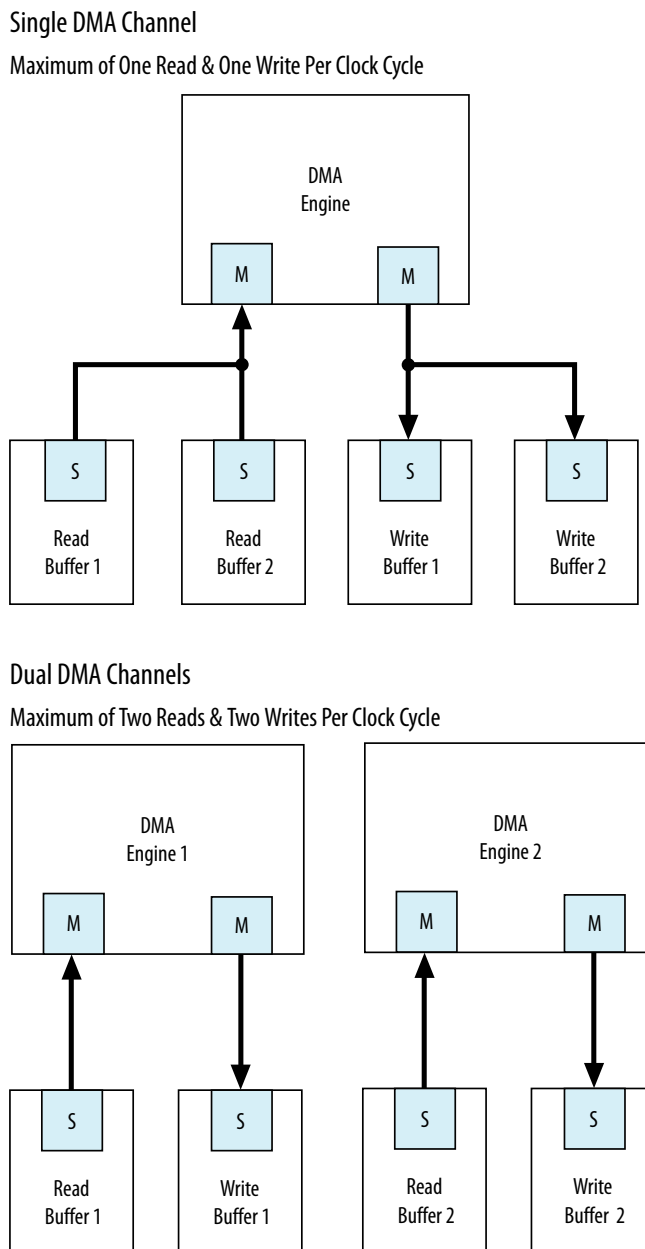 Single DMA Channel
Maximum of One Read & One Write Per Clock Cycle
DMA
Engine
M
M
S
S
S
S
Read
Buffer 1
Read
Buffer 2
Write
Buffer 1
Write
Buffer 2
Dual DMA Channels
Maximum of Two Reads & Two Writes Per Clock Cycle
DMA
Engine 1
DMA
Engine 2
M
M
M
M
S
S
S
S
Read
Buffer 1
Write
Buffer 1
Read
Buffer 2
Write
Buffer 2